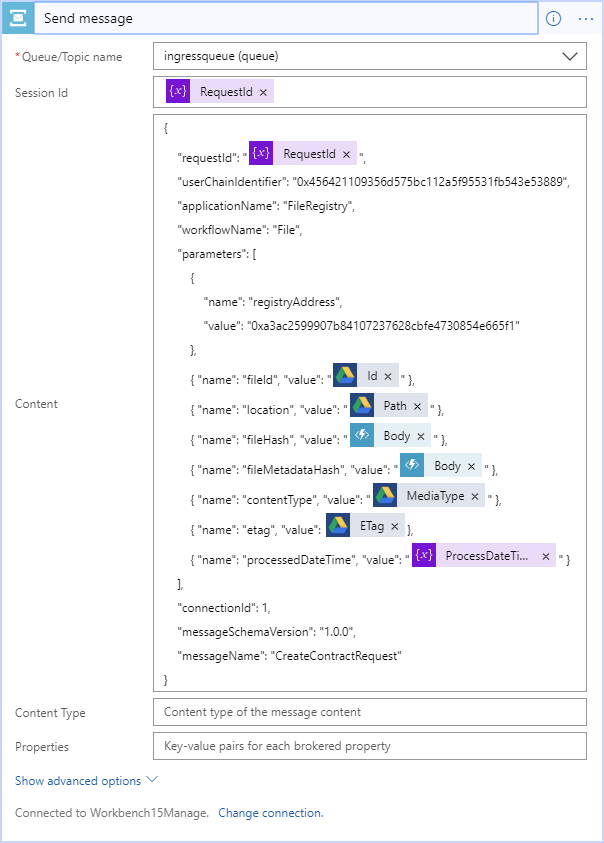 Send message
* Queue/Topic name
ingressqueue (queue)
Session Id
{x} RequestId ×
Content
{
"requestId": " {x} RequestId × ",
"userChainIdentifier": "0x456421109356d575bc112a5f95531fb543e53889",
"applicationName": "FileRegistry",
"workflowName": "File",
"parameters": [
{
"name": "registryAddress",
"value": "0xa3ac2599907b84107237628cbfe4730854e665f1"
},
{ "name": "fileId", "value": " Id × " },
{ "name": "location", "value": " Path × " },
{ "name": "fileHash", "value": " Body × " },
{ "name": "fileMetadataHash", "value": " Body × " },
{ "name": "contentType", "value": " MediaType × " },
{ "name": "etag", "value": ETag × },
{ "name": "processedDateTime", "value": " {x} ProcessDateTi... × " }
],
"connectionId": 1,
"messageSchemaVersion": "1.0.0",
"messageName": "CreateContractRequest"
}
Content Type
Content type of the message content
Properties
Key-value pairs for each brokered property
Show advanced options
Connected to Workbench15Manage. Change connection.